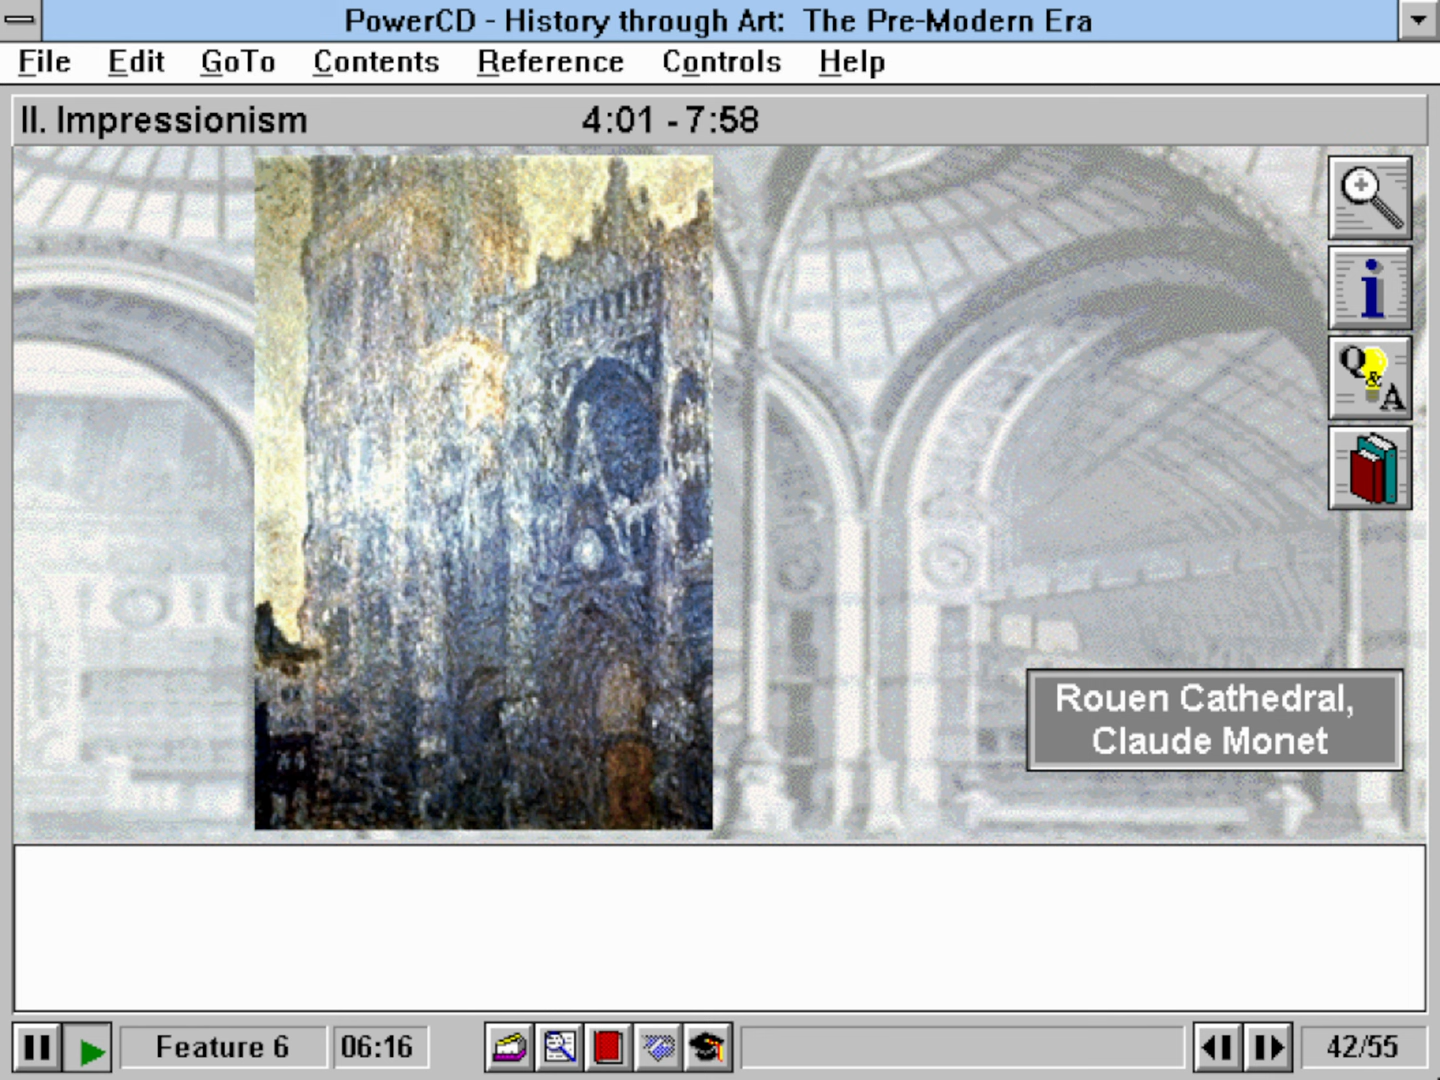 PowerCD - History through Art:  The Pre-Modern Era
File Edit GoTo Contents Reference Controls Help
II. Impressionism 4:01 - 7:58
Q & A
Rouen Cathedral,
Claude Monet
Feature 6 06:16 42/55